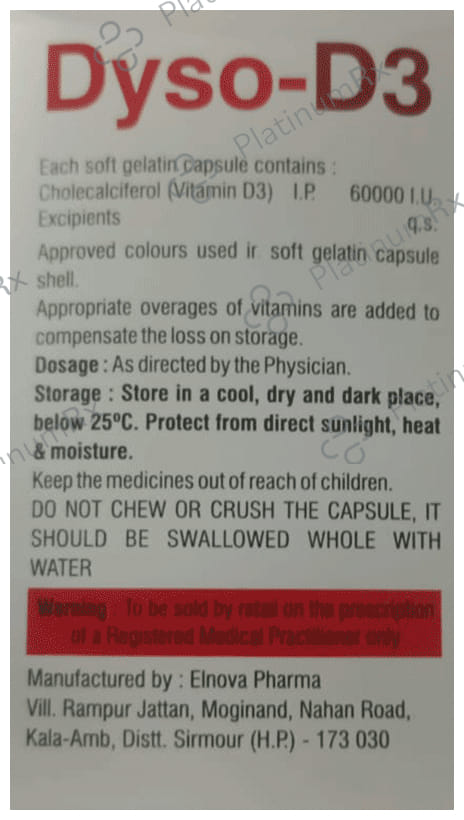 Dyso-D3
Each soft gelatin capsule contains :
Cholecalciferol (Vitamin D3) I.P. 60000 I.U.
Excipients q.s.
Approved colours used in soft gelatin capsule
shell.
Appropriate overages of vitamins are added to
compensate the loss on storage.
Dosage : As directed by the Physician.
Storage : Store in a cool, dry and dark place,
below 25ºC. Protect from direct sunlight, heat
& moisture.
Keep the medicines out of reach of children.
DO NOT CHEW OR CRUSH THE CAPSULE, IT
SHOULD BE SWALLOWED WHOLE WITH
WATER
Warning : To be sold by retail on the prescription
of a Registered Medical Practitioner only
Manufactured by : Elnova Pharma
Vill. Rampur Jattan, Moginand, Nahan Road,
Kala-Amb, Distt. Sirmour (H.P.) - 173 030
PlatinumRx
PlatinumRx